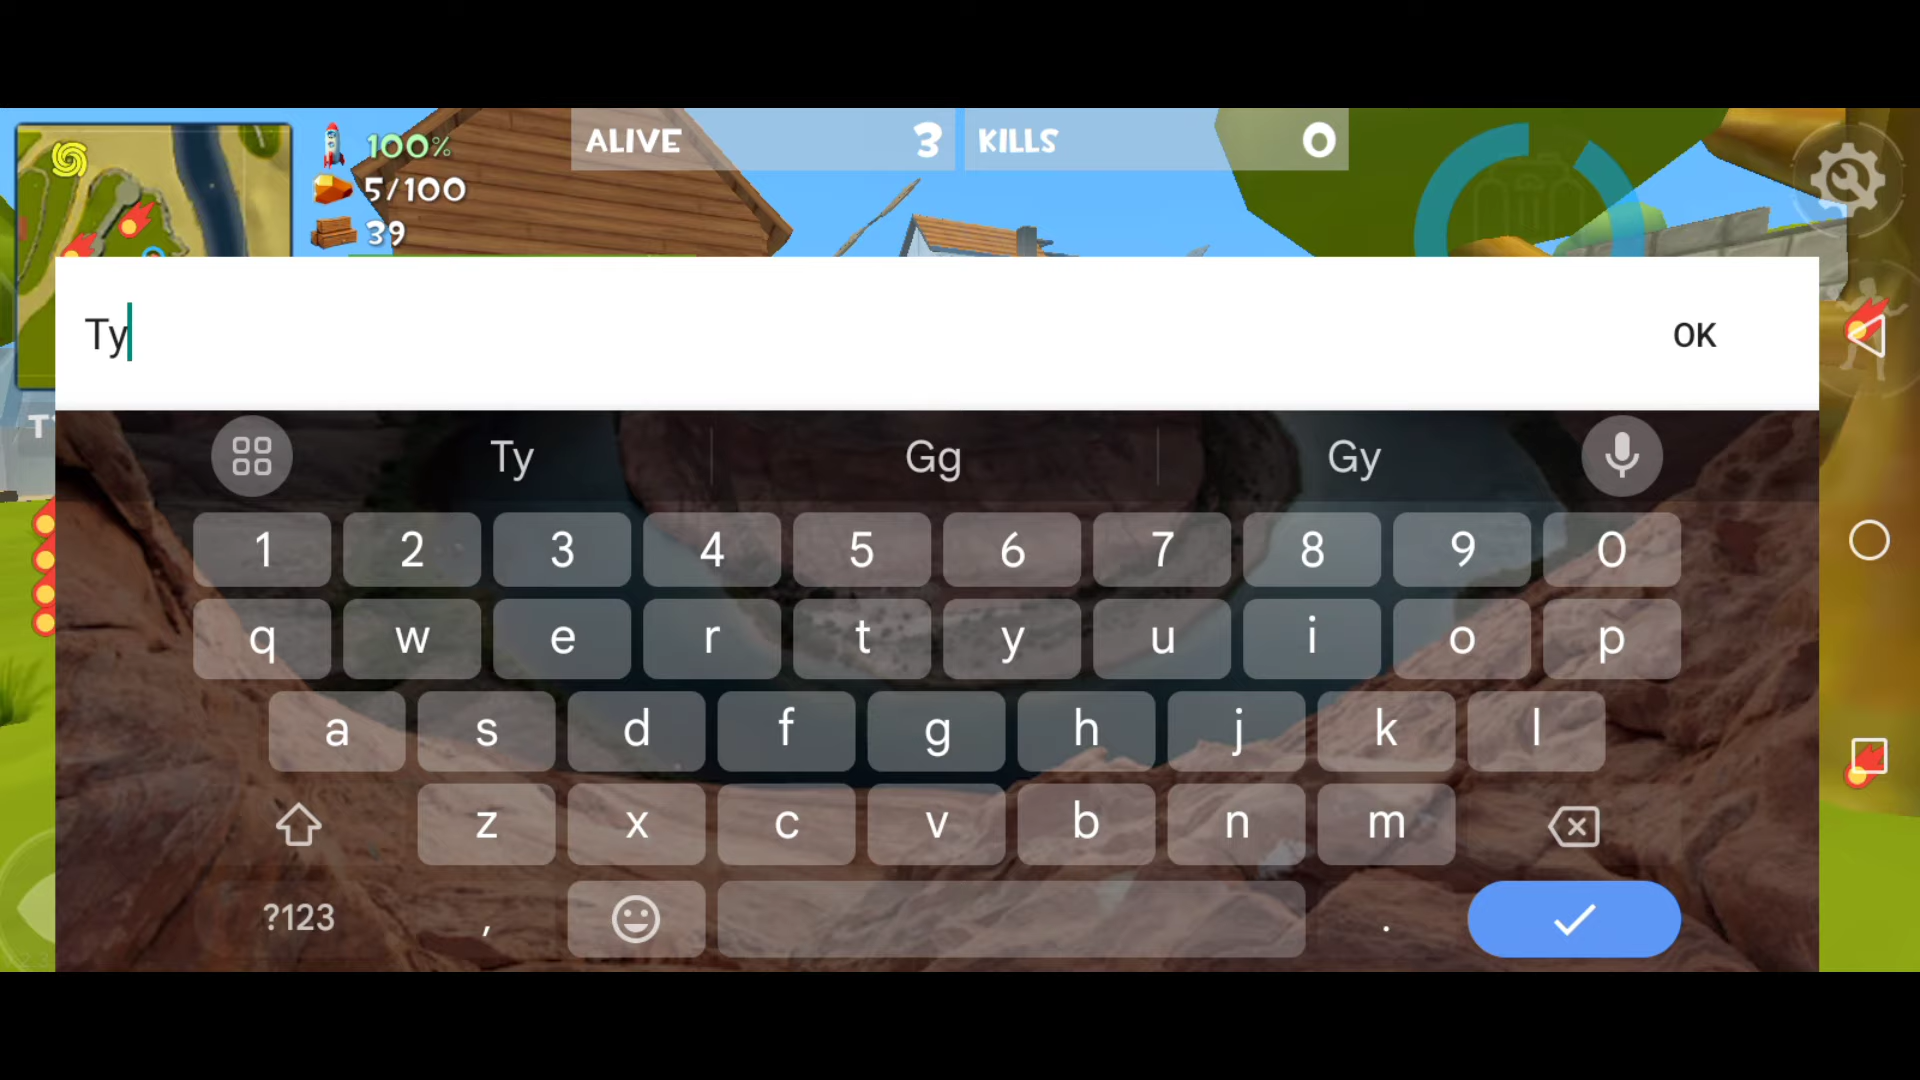 ALIVE 3 KILLS 0
100%
5/100
39
Ty
OK
Ty Gg Gy
1 2 3 4 5 6 7 8 9 0
q w e r t y u i o p
a s d f g h j k l
z x c v b n m
?123 , .